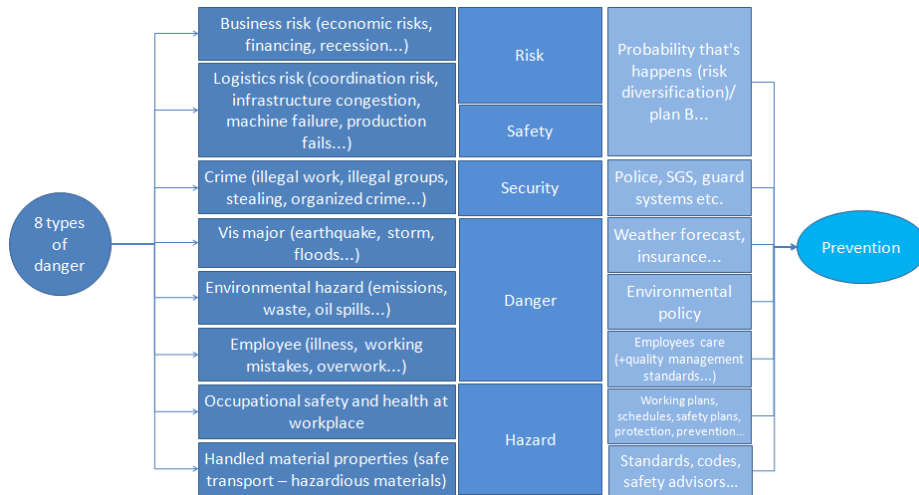 8 types
of
danger
Business risk (economic risks,
financing, recession...)
Logistics risk (coordination risk,
infrastructure congestion,
machine failure, production
fails...)
Crime (illegal work, illegal groups,
stealing, organized crime...)
Vis major (earthquake, storm,
floods...)
Environmental hazard (emissions,
waste, oil spills...)
Employee (illness, working
mistakes, overwork...)
Occupational safety and health at
workplace
Handled material properties (safe
transport – hazardious materials)
Risk
Safety
Security
Danger
Hazard
Probability that's
happens (risk
diversification)/
plan B...
Police, SGS, guard
systems etc.
Weather forecast,
insurance...
Environmental
policy
Employees care
(+quality management
standards...)
Working plans,
schedules, safety plans,
protection, prevention...
Standards, codes,
safety advisors...
Prevention